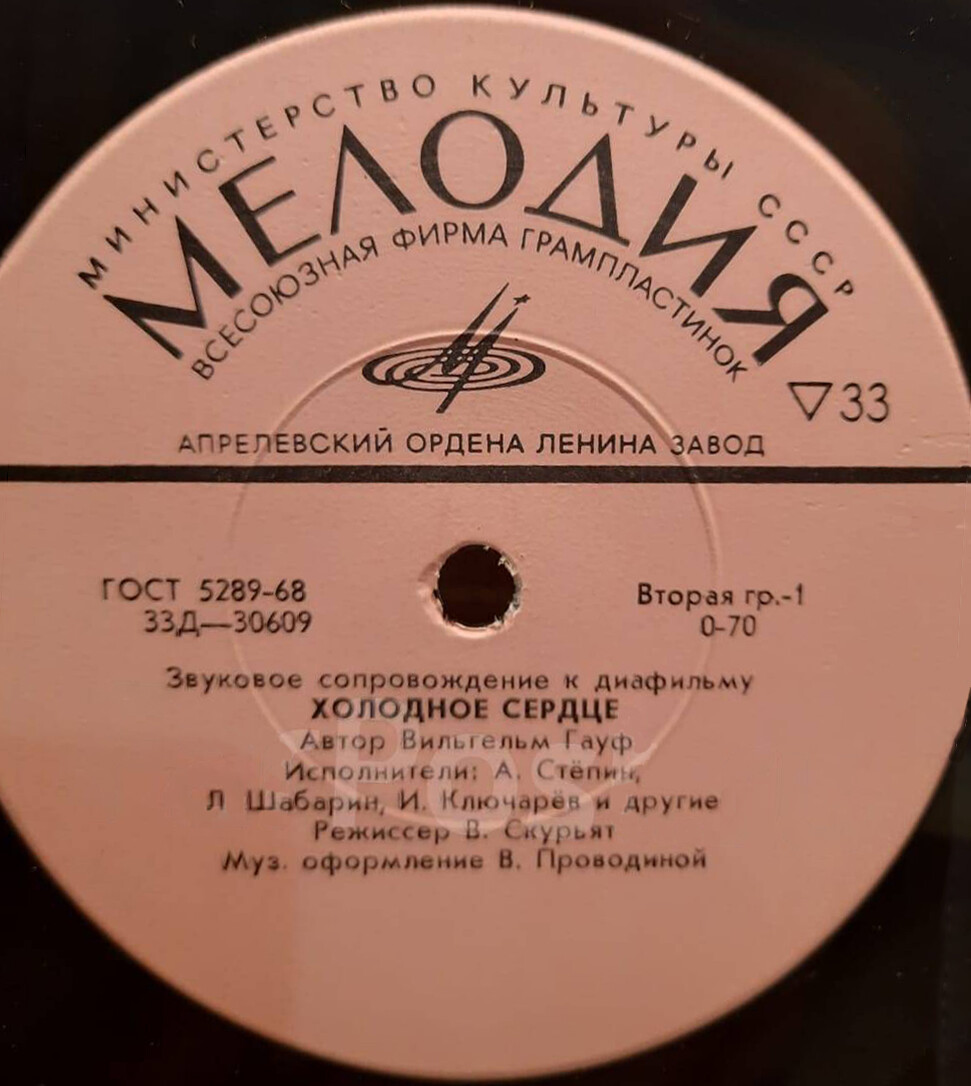 МИНИСТЕРСТВО КУЛЬТУРЫ СССР
МЕЛОДИЯ
ВСЕСОЮЗНАЯ ФИРМА ГРАМПЛАСТИНОК
▽33
АПРЕЛЕВСКИЙ ОРДЕНА ЛЕНИНА ЗАВОД
ГОСТ 5289-68
33Д—30609
Вторая гр.-1
0-70
Звуковое сопровождение к диафильму
ХОЛОДНОЕ СЕРДЦЕ
Автор Вильгельм Гауф
Исполнители: А. Стёпин,
Л Шабарин, И. Ключарёв и другие
Режиссер В. Скурьят
Муз. оформление В. Проводиной